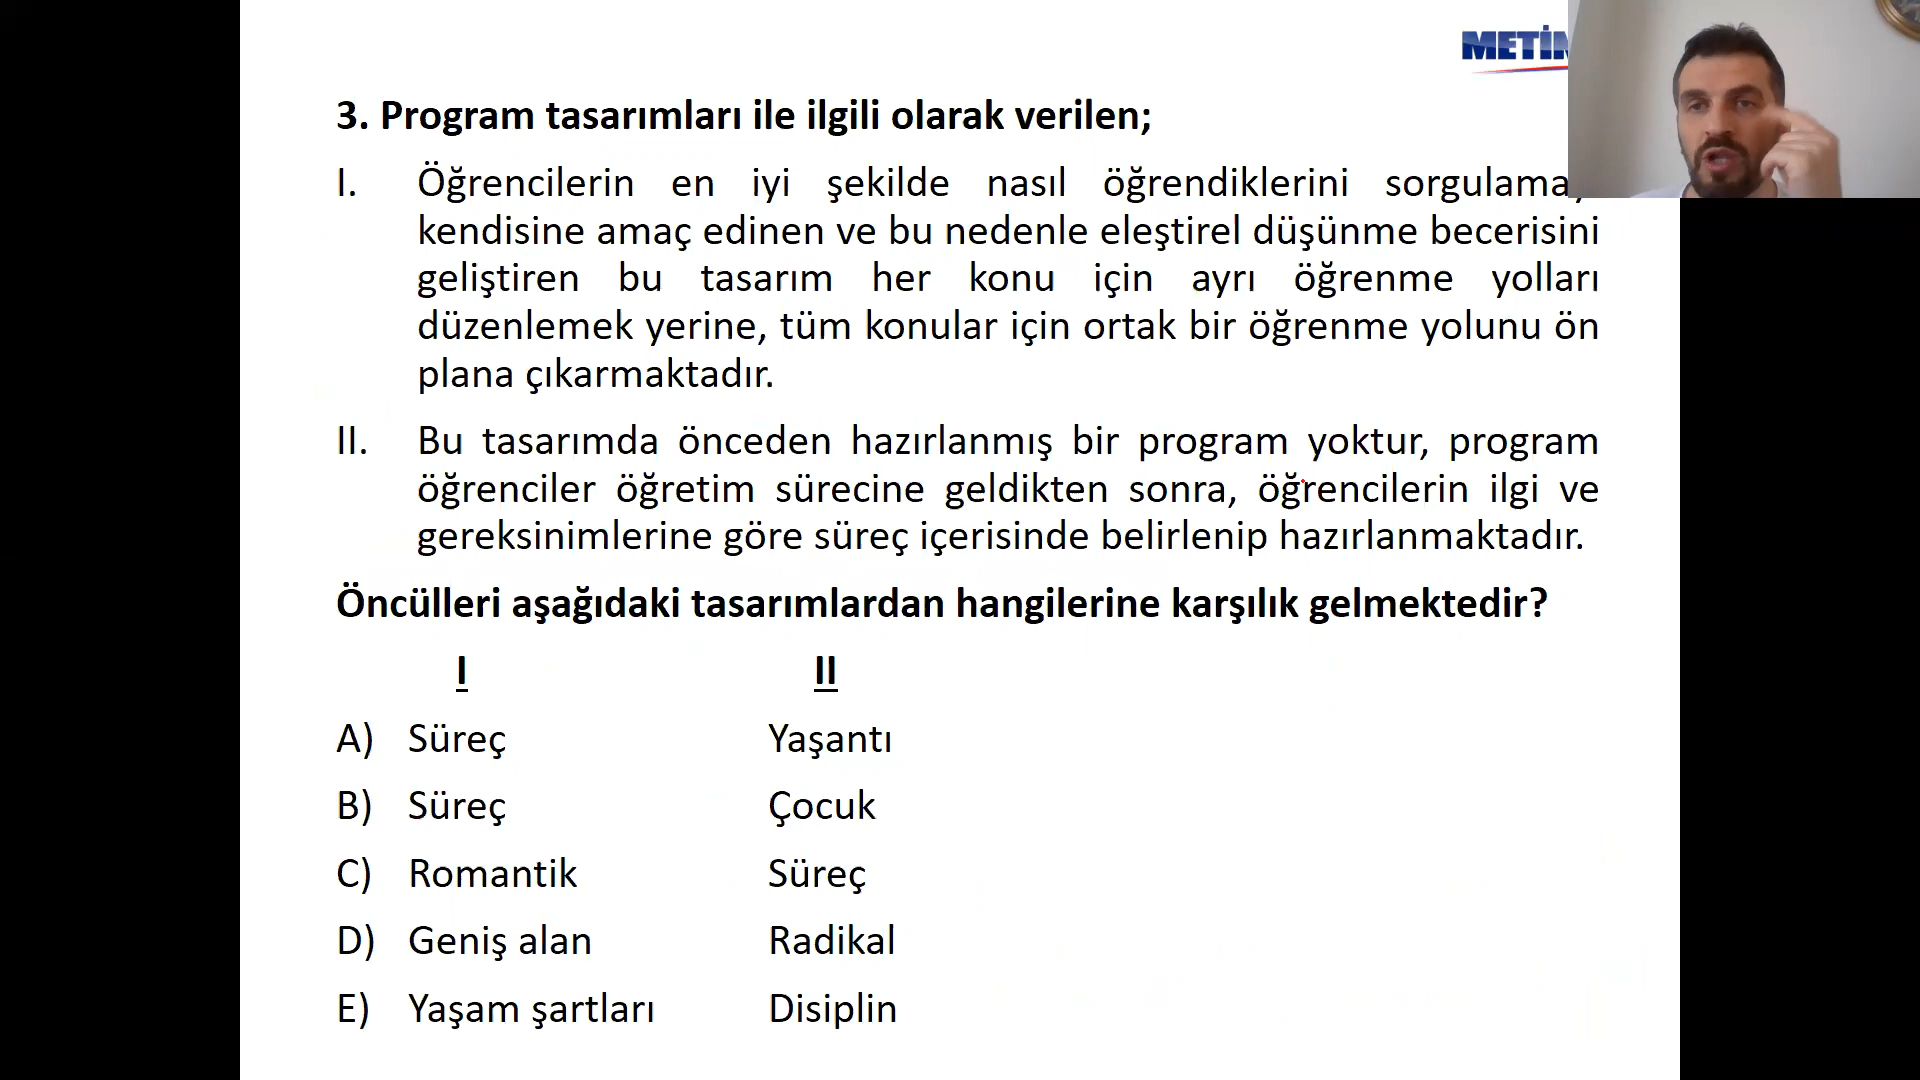 METİN
3. Program tasarımları ile ilgili olarak verilen;
I. Öğrencilerin en iyi şekilde nasıl öğrendiklerini
kendisine amaç edinen ve bu nedenle eleştirel düşünme becerisini
geliştiren bu tasarım her konu için ayrı öğrenme yolları
düzenlemek yerine, tüm konular için ortak bir öğrenme yolunu ön
plana çıkarmaktadır.
II. Bu tasarımda önceden hazırlanmış bir program yoktur, program
öğrenciler öğretim sürecine geldikten sonra, öğrencilerin ilgi ve
gereksinimlerine göre süreç içerisinde belirlenip hazırlanmaktadır.
Öncülleri aşağıdaki tasarımlardan hangilerine karşılık gelmektedir?
I II
A) Süreç Yaşantı
B) Süreç Çocuk
C) Romantik Süreç
D) Geniş alan Radikal
E) Yaşam şartları Disiplin